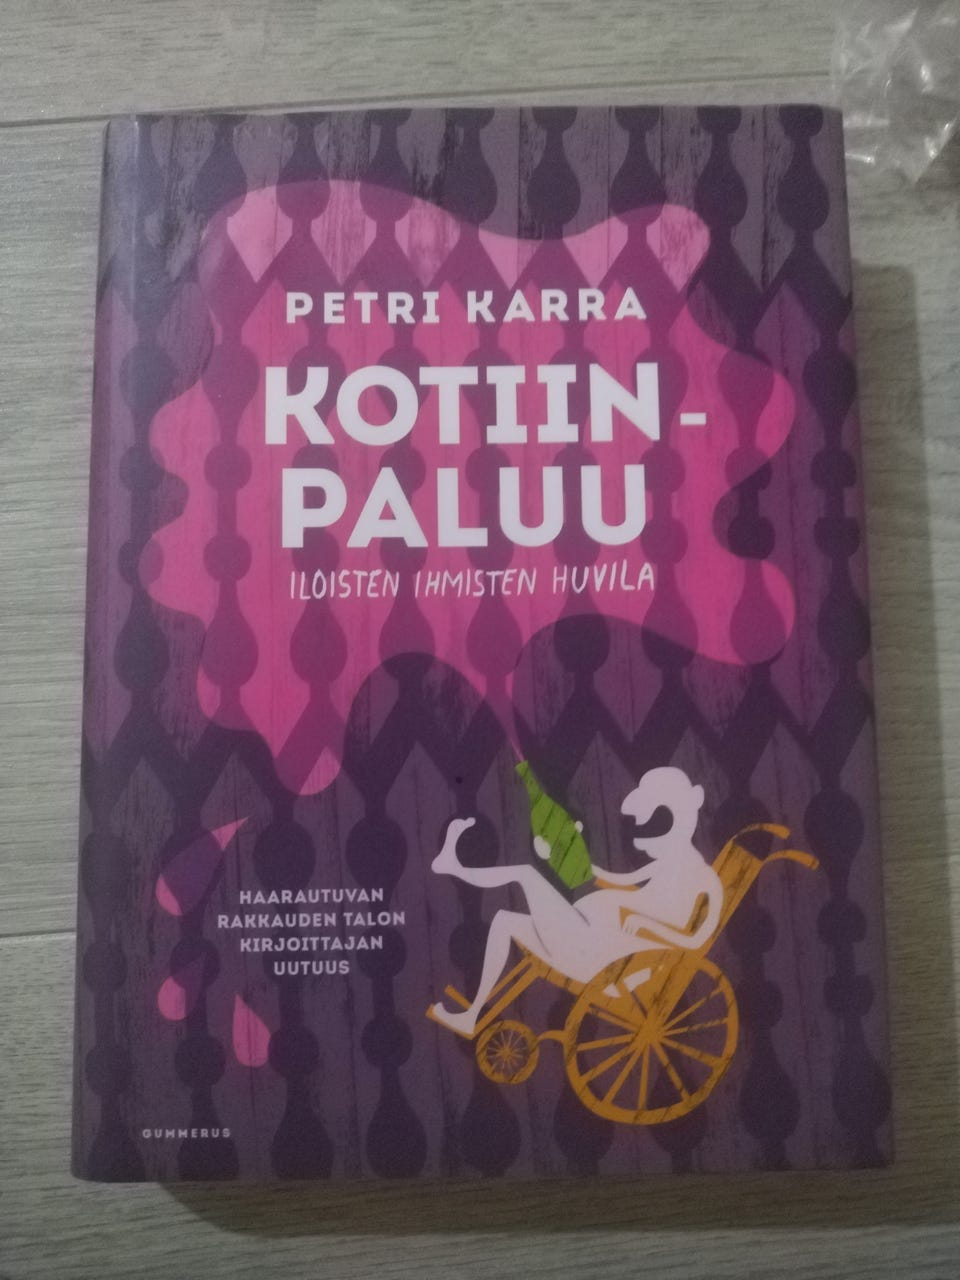 PETRI KARRA
KOTIIN-
PALUU
ILOISTEN IHMISTEN HUVILA
HAARAUTUVAN
RAKKAUDEN TALON
KIRJOITTAJAN
UUTUUS
GUMMERUS